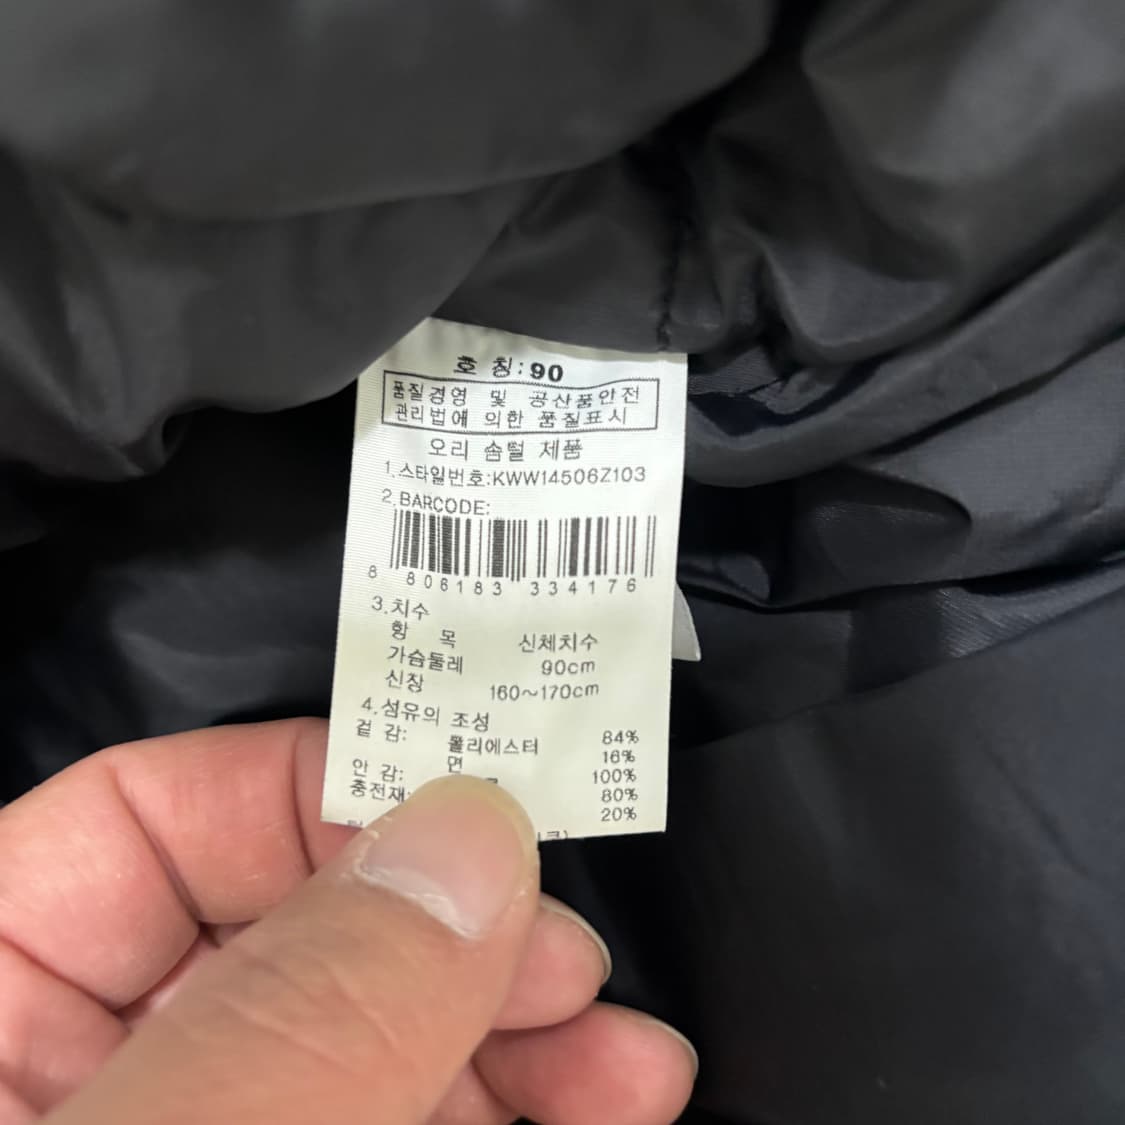 호 칭:90
품질경영 및 공산품안전
관리법에 의한 품질표시
오리 솜털 제품
1.스타일번호:KWW14506Z103
2.BARCODE:
8 806183 334176
3.치수
항 목 신체치수
가슴둘레 90cm
신장 160~170cm
4.섬유의 조성
겉 감: 폴리에스터 84%
면 16%
안 감: 100%
충전재: 80%
20%